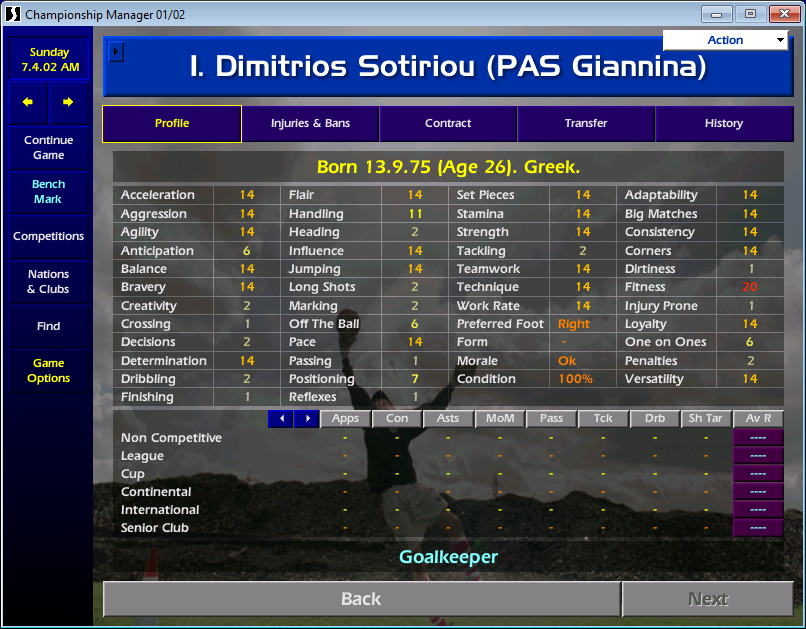 Championship Manager 01/02
Sunday
7.4.02 AM
Continue
Game
Bench
Mark
Competitions
Nations
& Clubs
Find
Game
Options
Action
I. Dimitrios Sotiriou (PAS Giannina)
Profile Injuries & Bans Contract Transfer History
Born 13.9.75 (Age 26). Greek.
Acceleration 14 Flair 14 Set Pieces 14 Adaptability 14
Aggression 14 Handling 11 Stamina 14 Big Matches 14
Agility 14 Heading 2 Strength 14 Consistency 14
Anticipation 6 Influence 14 Tackling 2 Corners 14
Balance 14 Jumping 14 Teamwork 14 Dirtiness 1
Bravery 14 Long Shots 2 Technique 14 Fitness 20
Creativity 2 Marking 2 Work Rate 14 Injury Prone 1
Crossing 1 Off The Ball 6 Preferred Foot Right Loyalty 14
Decisions 2 Pace 14 Form - One on Ones 6
Determination 14 Passing 1 Morale Ok Penalties 2
Dribbling 2 Positioning 7 Condition 100% Versatility 14
Finishing 1 Reflexes 1
Apps Con Asts MoM Pass Tck Drb Sh Tar Av R
Non Competitive - - - - - - - - ----
League - - - - - - - - ----
Cup - - - - - - - - ----
Continental - - - - - - - - ----
International - - - - - - - - ----
Senior Club - - - - - - - - ----
Goalkeeper
Back Next